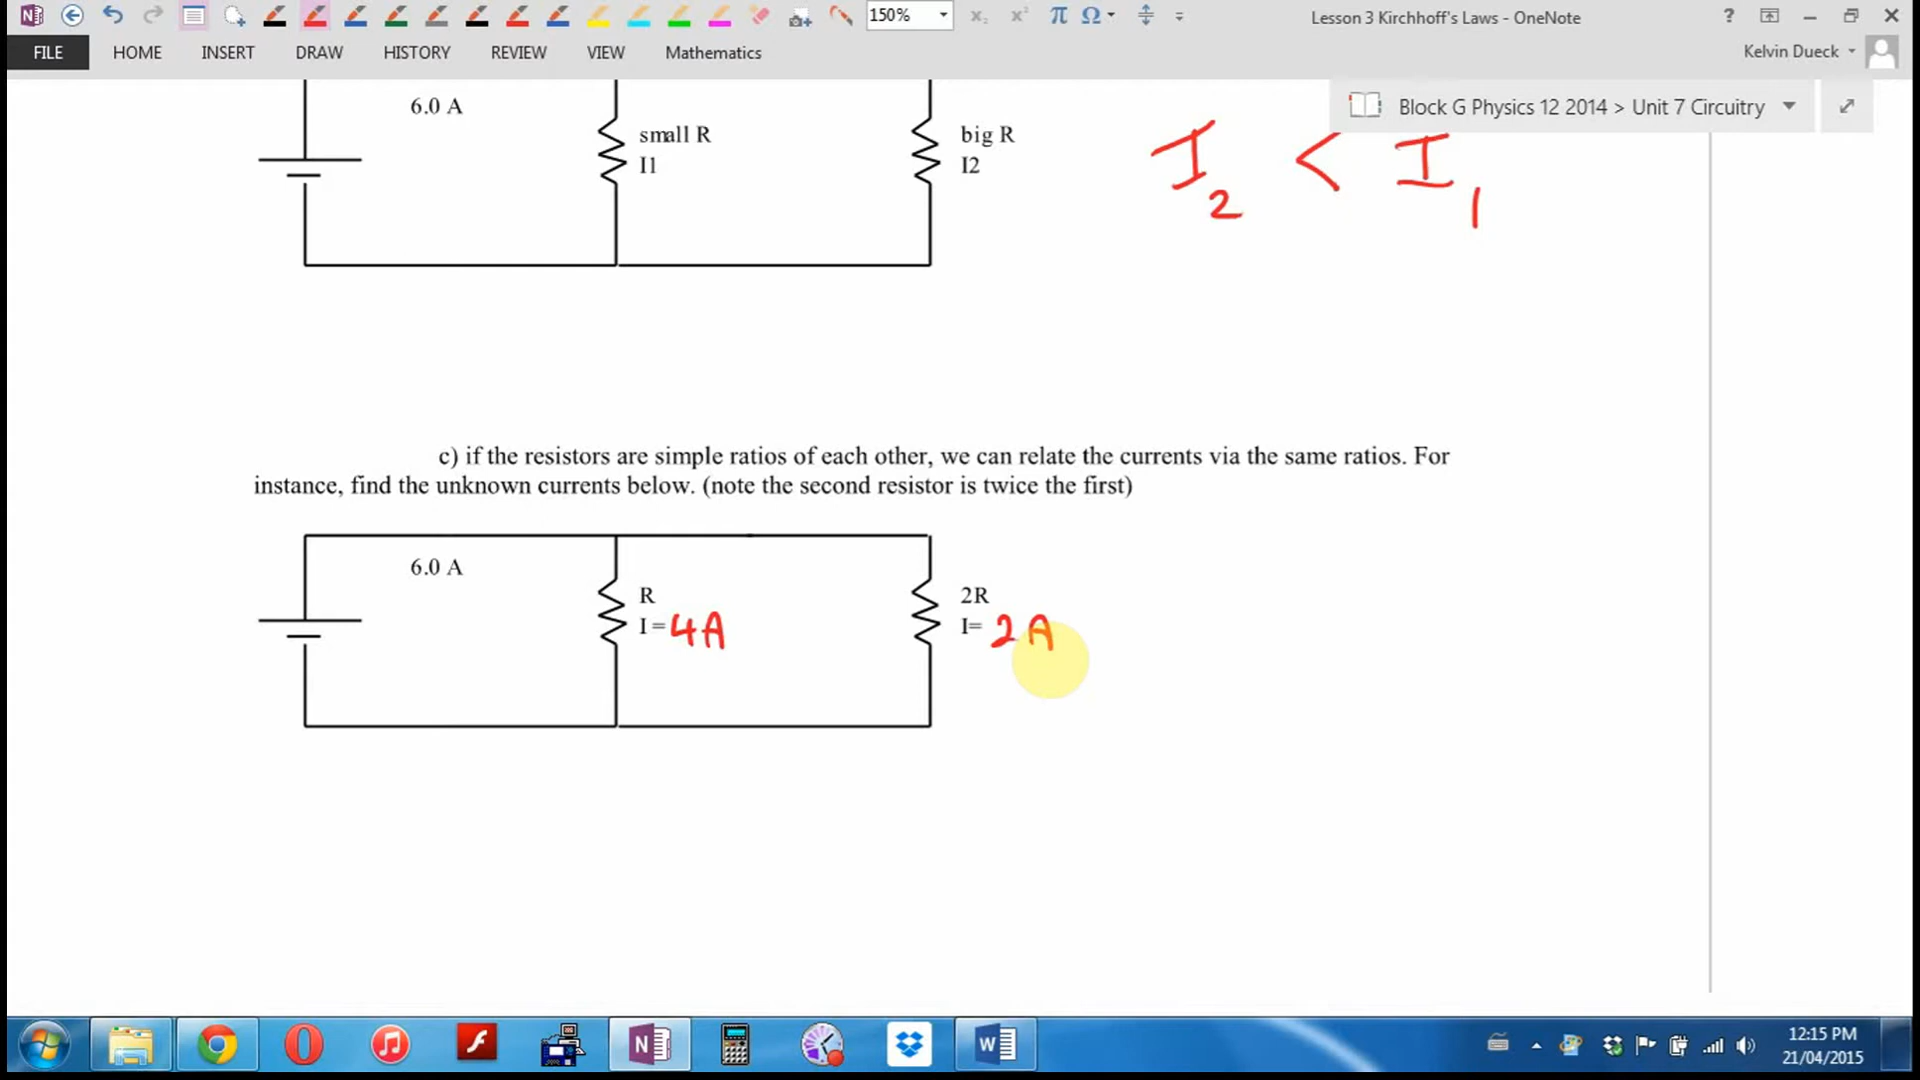 150%
x₂ x² π Ω
Lesson 3 Kirchhoff's Laws - OneNote
?
FILE HOME INSERT DRAW HISTORY REVIEW VIEW Mathematics
Kelvin Dueck
Block G Physics 12 2014 > Unit 7 Circuitry
6.0 A
small R
I1
big R
I2
I₂ < I₁
c) if the resistors are simple ratios of each other, we can relate the currents via the same ratios. For
instance, find the unknown currents below. (note the second resistor is twice the first)
6.0 A
R
I = 4A
2R
I= 2A
12:15 PM
21/04/2015